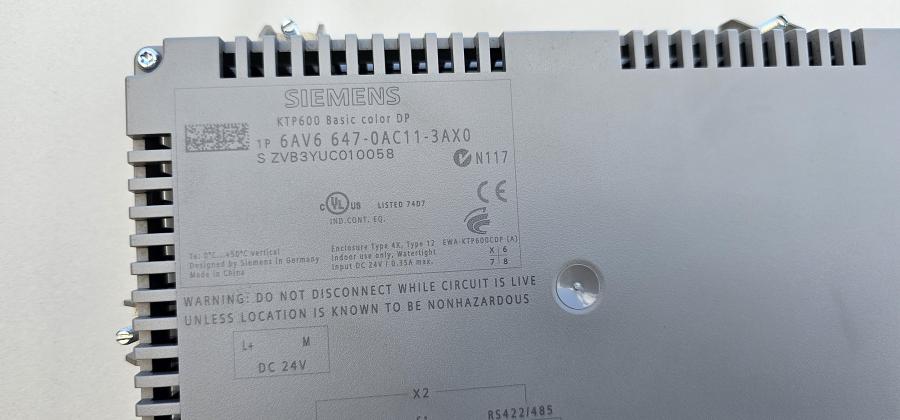 SIEMENS
KTP600 Basic color DP
1P 6AV6 647-0AC11-3AX0
S ZVB3YUC010058
N117
C UL US LISTED 74D7
IND.CONT. EQ.
CE
EWA-KTP600CDP (A)
X 6
7 8
Ta: 0°C...+50°C vertical
Designed by Siemens in Germany
Made in China
Enclosure Type 4X, Type 12
Indoor use only, Watertight
Input DC 24V / 0.35A max.
WARNING: DO NOT DISCONNECT WHILE CIRCUIT IS LIVE
UNLESS LOCATION IS KNOWN TO BE NONHAZARDOUS
L+ M
DC 24V
X2
RS422/485